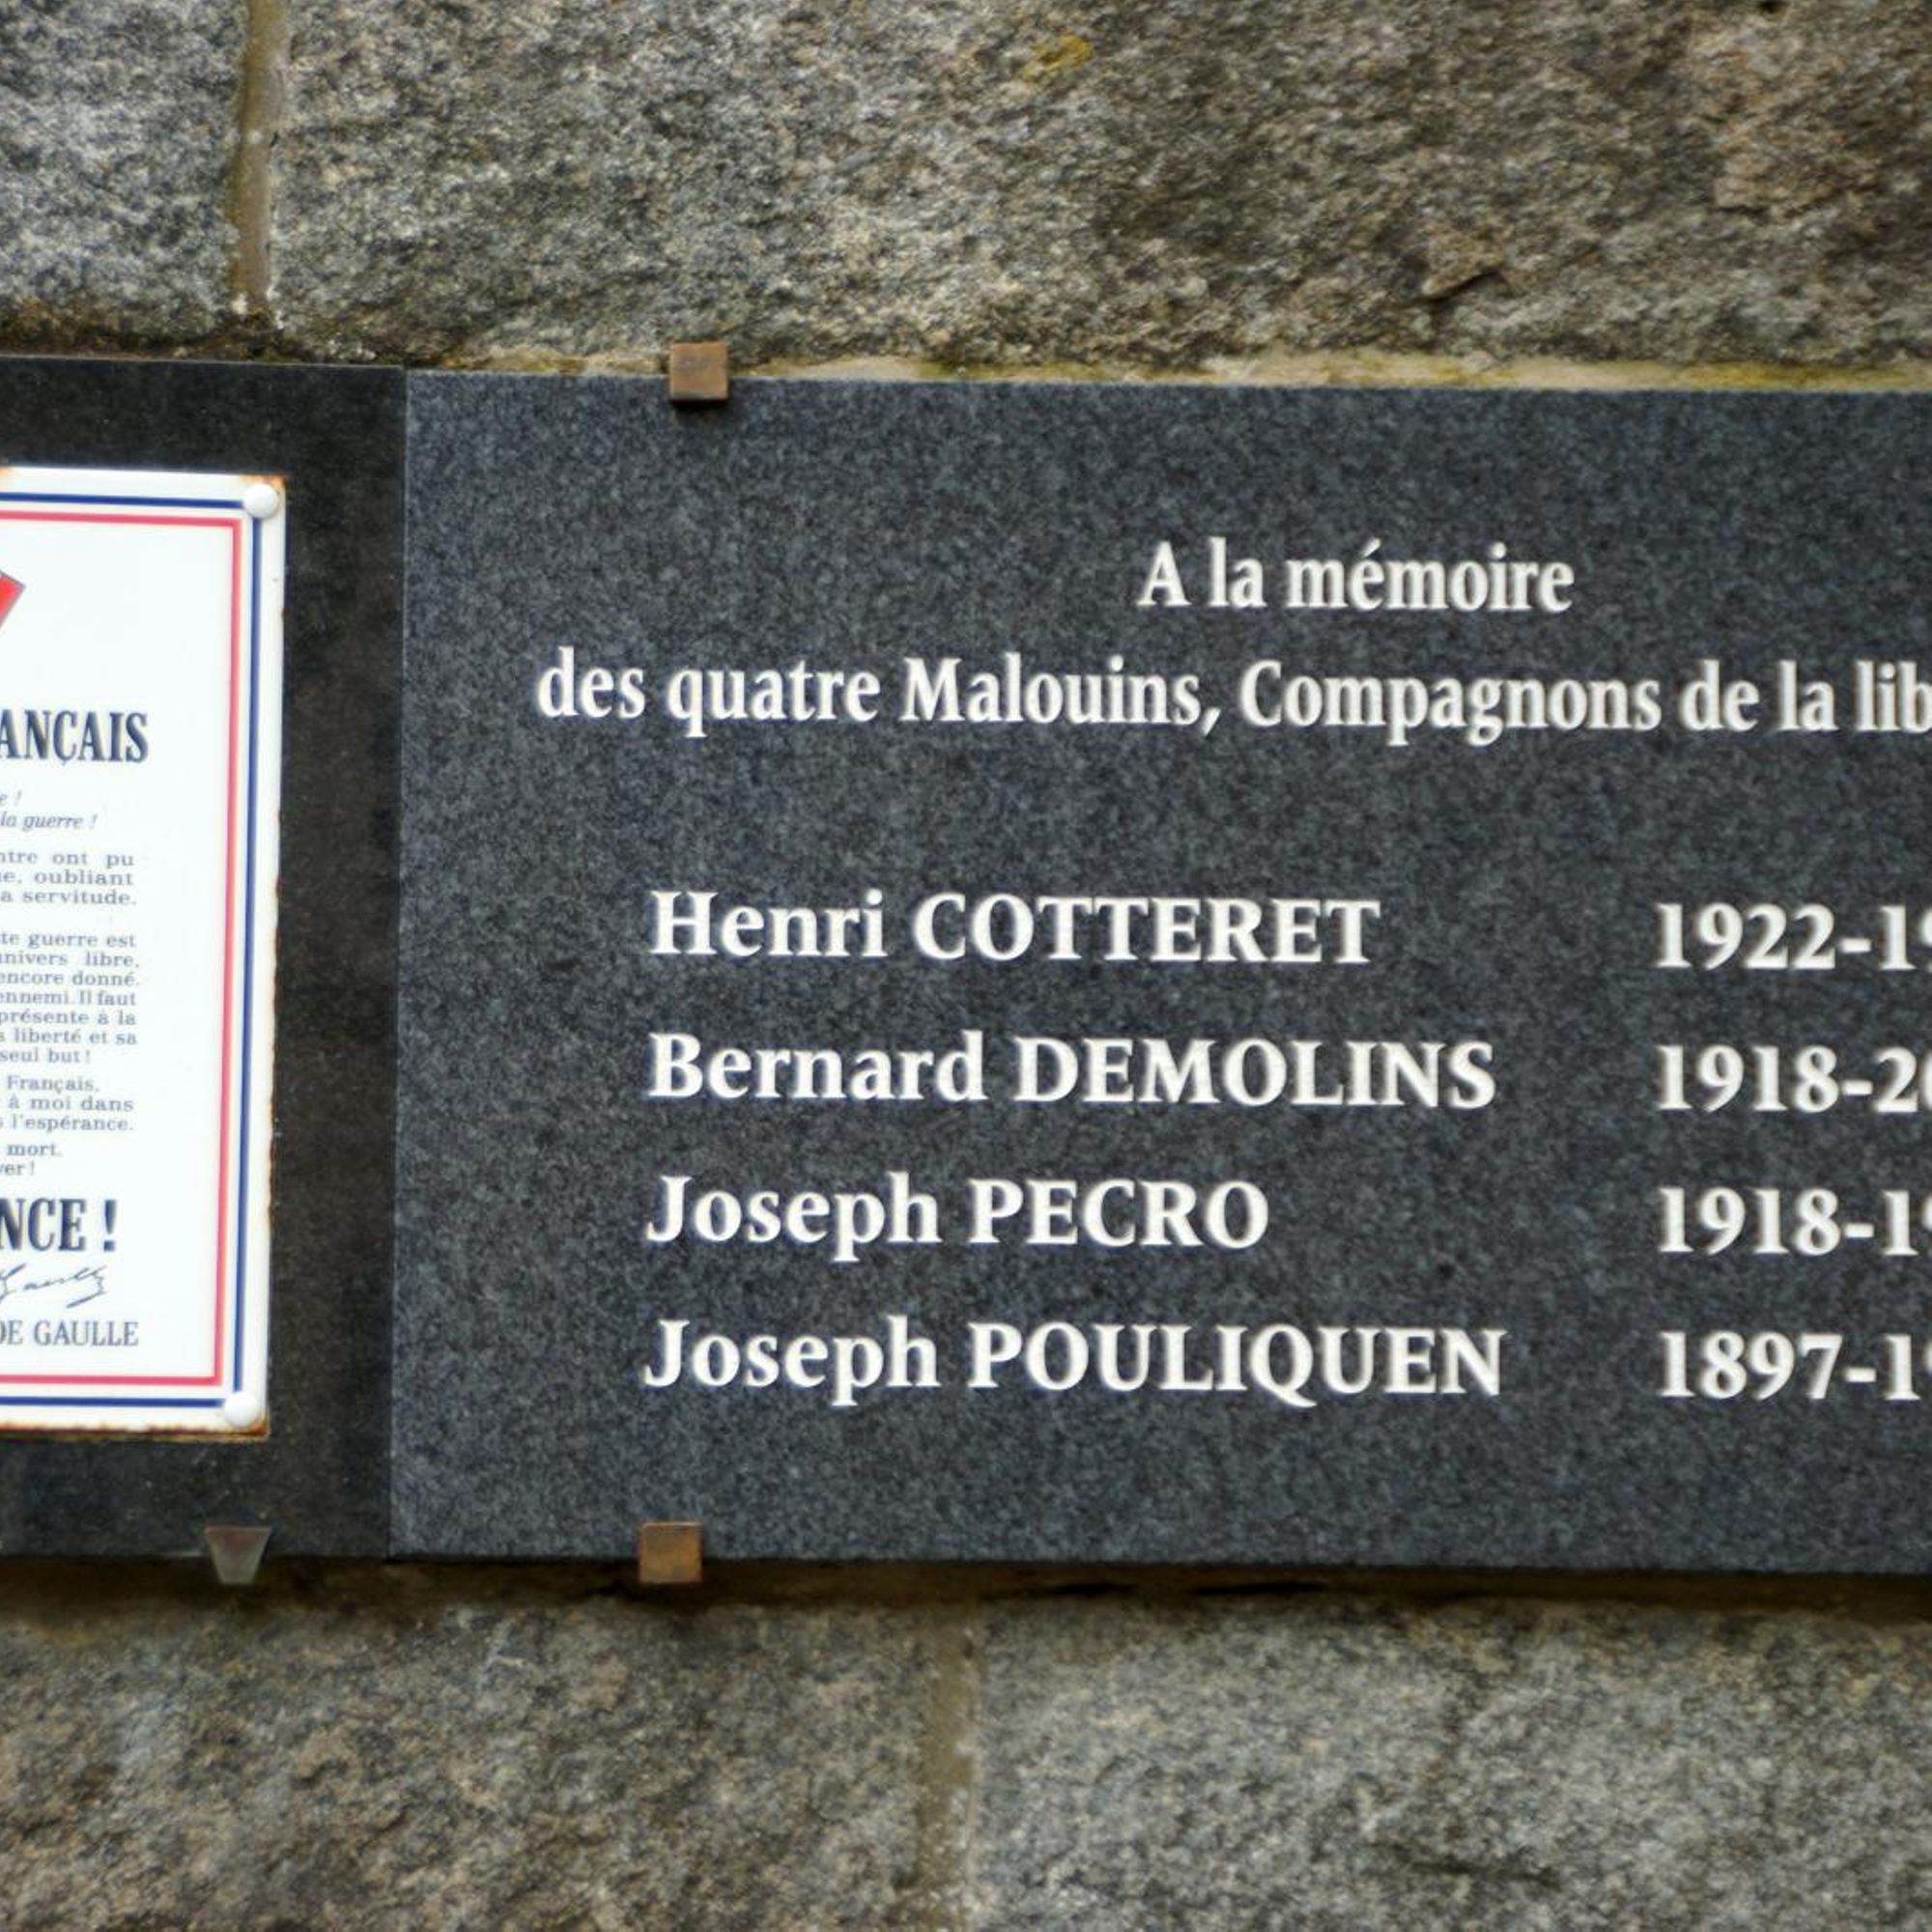 ANÇAIS
e !
la guerre !
ntre ont pu
e, oubliant
a servitude.
te guerre est
univers libre,
encore donné.
ennemi. Il faut
présente à la
liberté et sa
seul but !
Français,
à moi dans
l'espérance.
mort.
er !
NCE !
DE GAULLE
A la mémoire
des quatre Malouins, Compagnons de la lib
Henri COTTERET 1922-19
Bernard DEMOLINS 1918-20
Joseph PECRO 1918-19
Joseph POULIQUEN 1897-19